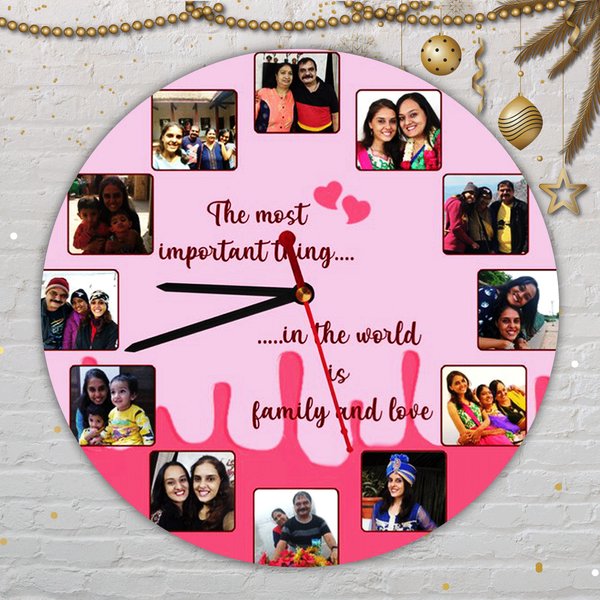 The most
important thing....
.....in the world
is
family and love